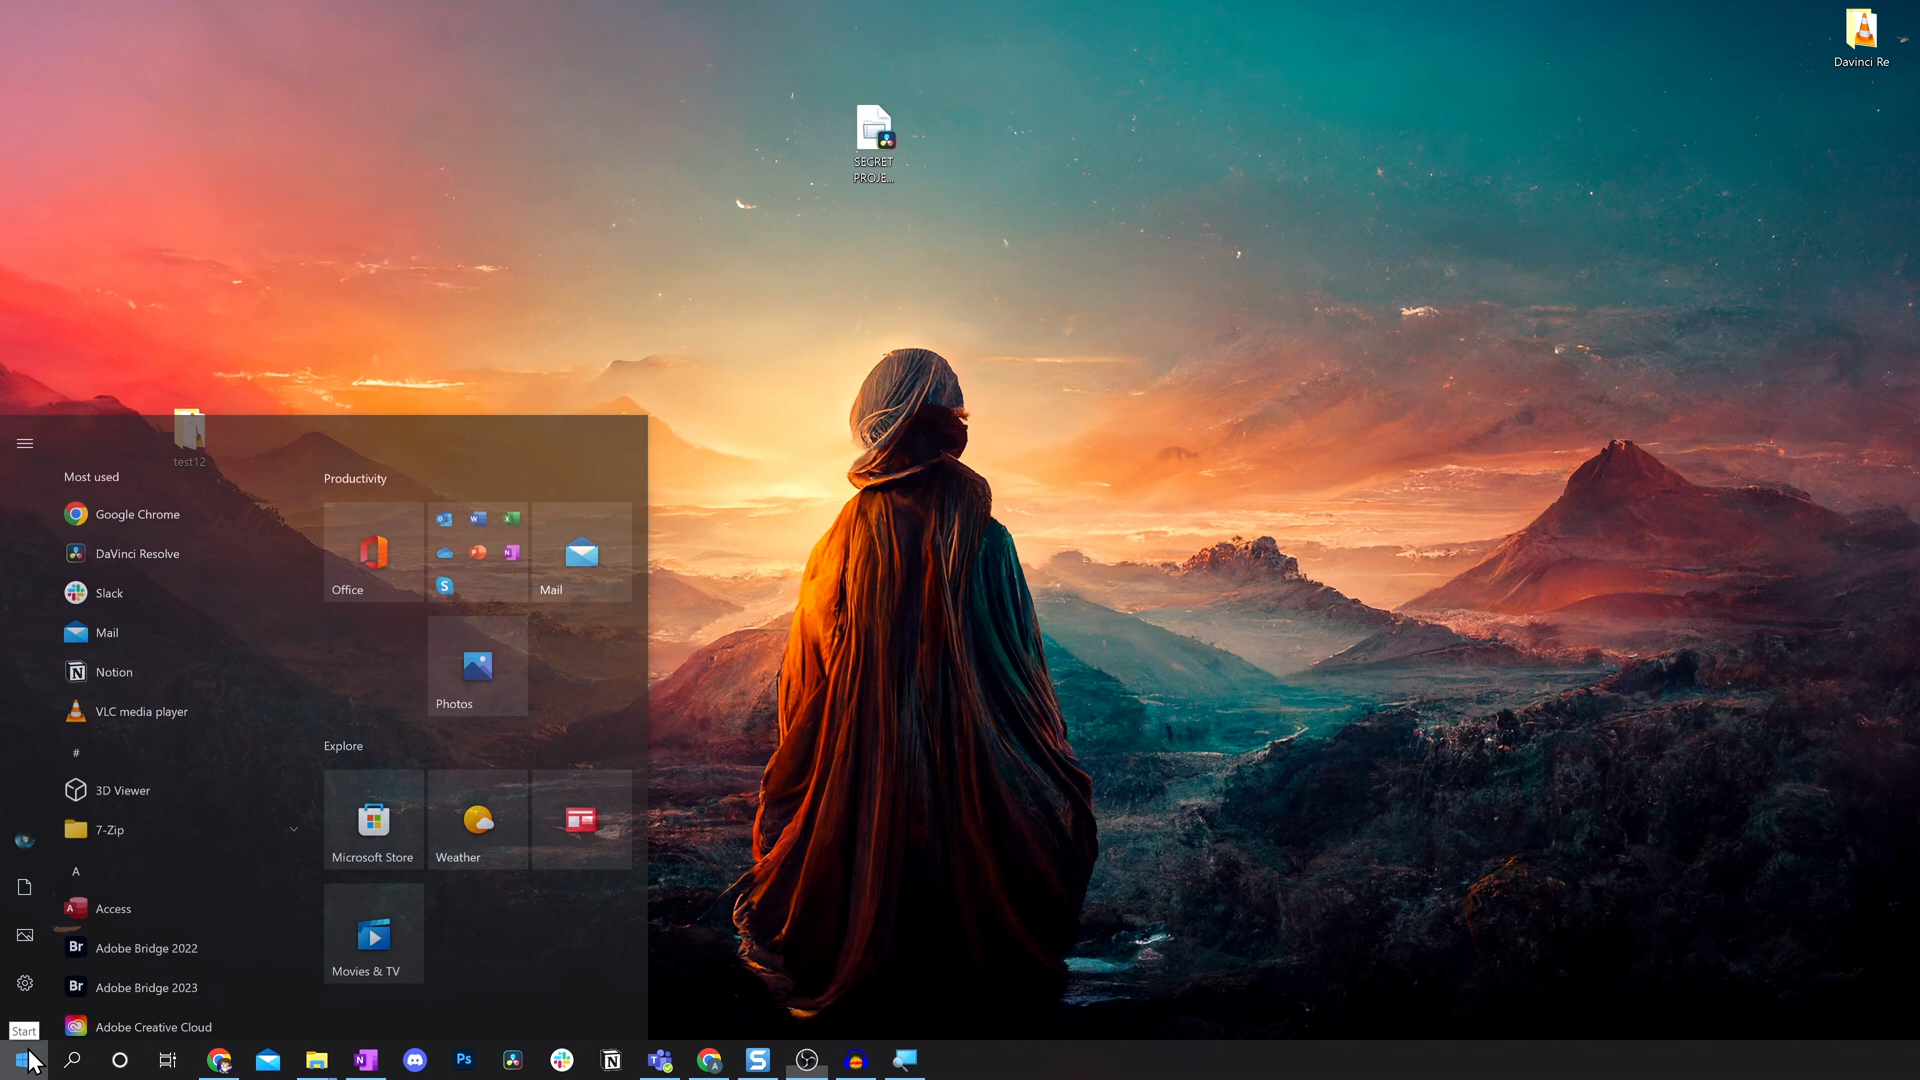 Davinci Re
SECRET
PROJE...
test12
Most used
Google Chrome
DaVinci Resolve
Slack
Mail
Notion
VLC media player
#
3D Viewer
7-Zip
A
Access
Adobe Bridge 2022
Adobe Bridge 2023
Adobe Creative Cloud
Productivity
Office
Mail
Photos
Explore
Microsoft Store
Weather
Movies & TV
Start